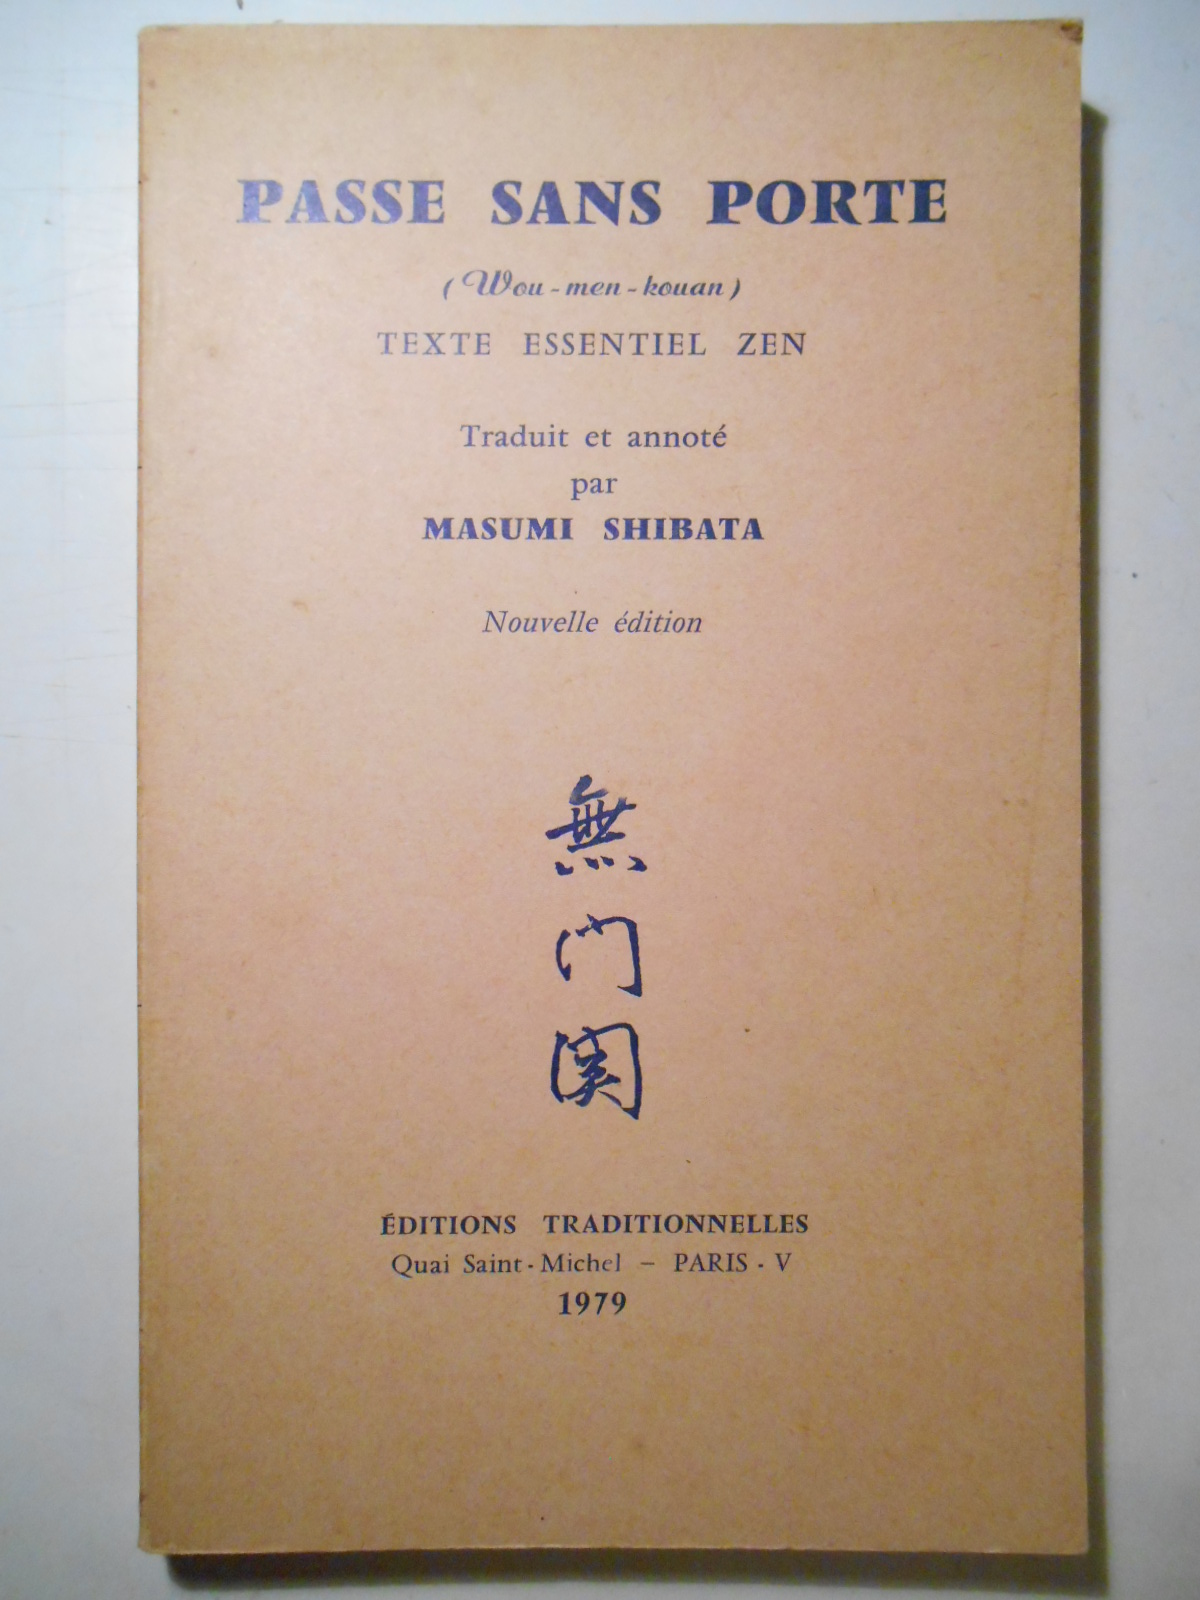 PASSE SANS PORTE
(Wou-men-kouan)
TEXTE ESSENTIEL ZEN
Traduit et annoté
par
MASUMI SHIBATA
Nouvelle édition
無
門
関
ÉDITIONS TRADITIONNELLES
Quai Saint-Michel – PARIS-V
1979